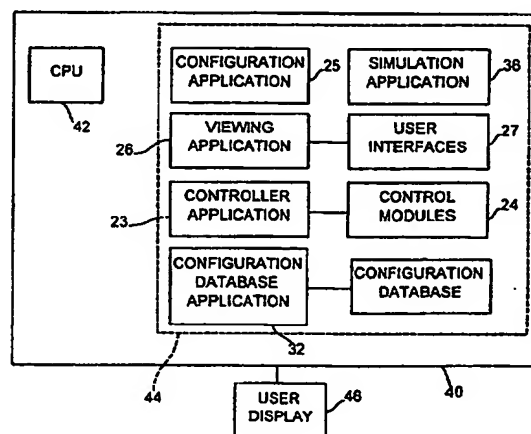 CPU
42
CONFIGURATION
APPLICATION
25
SIMULATION
APPLICATION
38
26
VIEWING
APPLICATION
USER
INTERFACES
27
23
CONTROLLER
APPLICATION
CONTROL
MODULES
24
CONFIGURATION
DATABASE
APPLICATION
CONFIGURATION
DATABASE
32
44
40
USER
DISPLAY
46